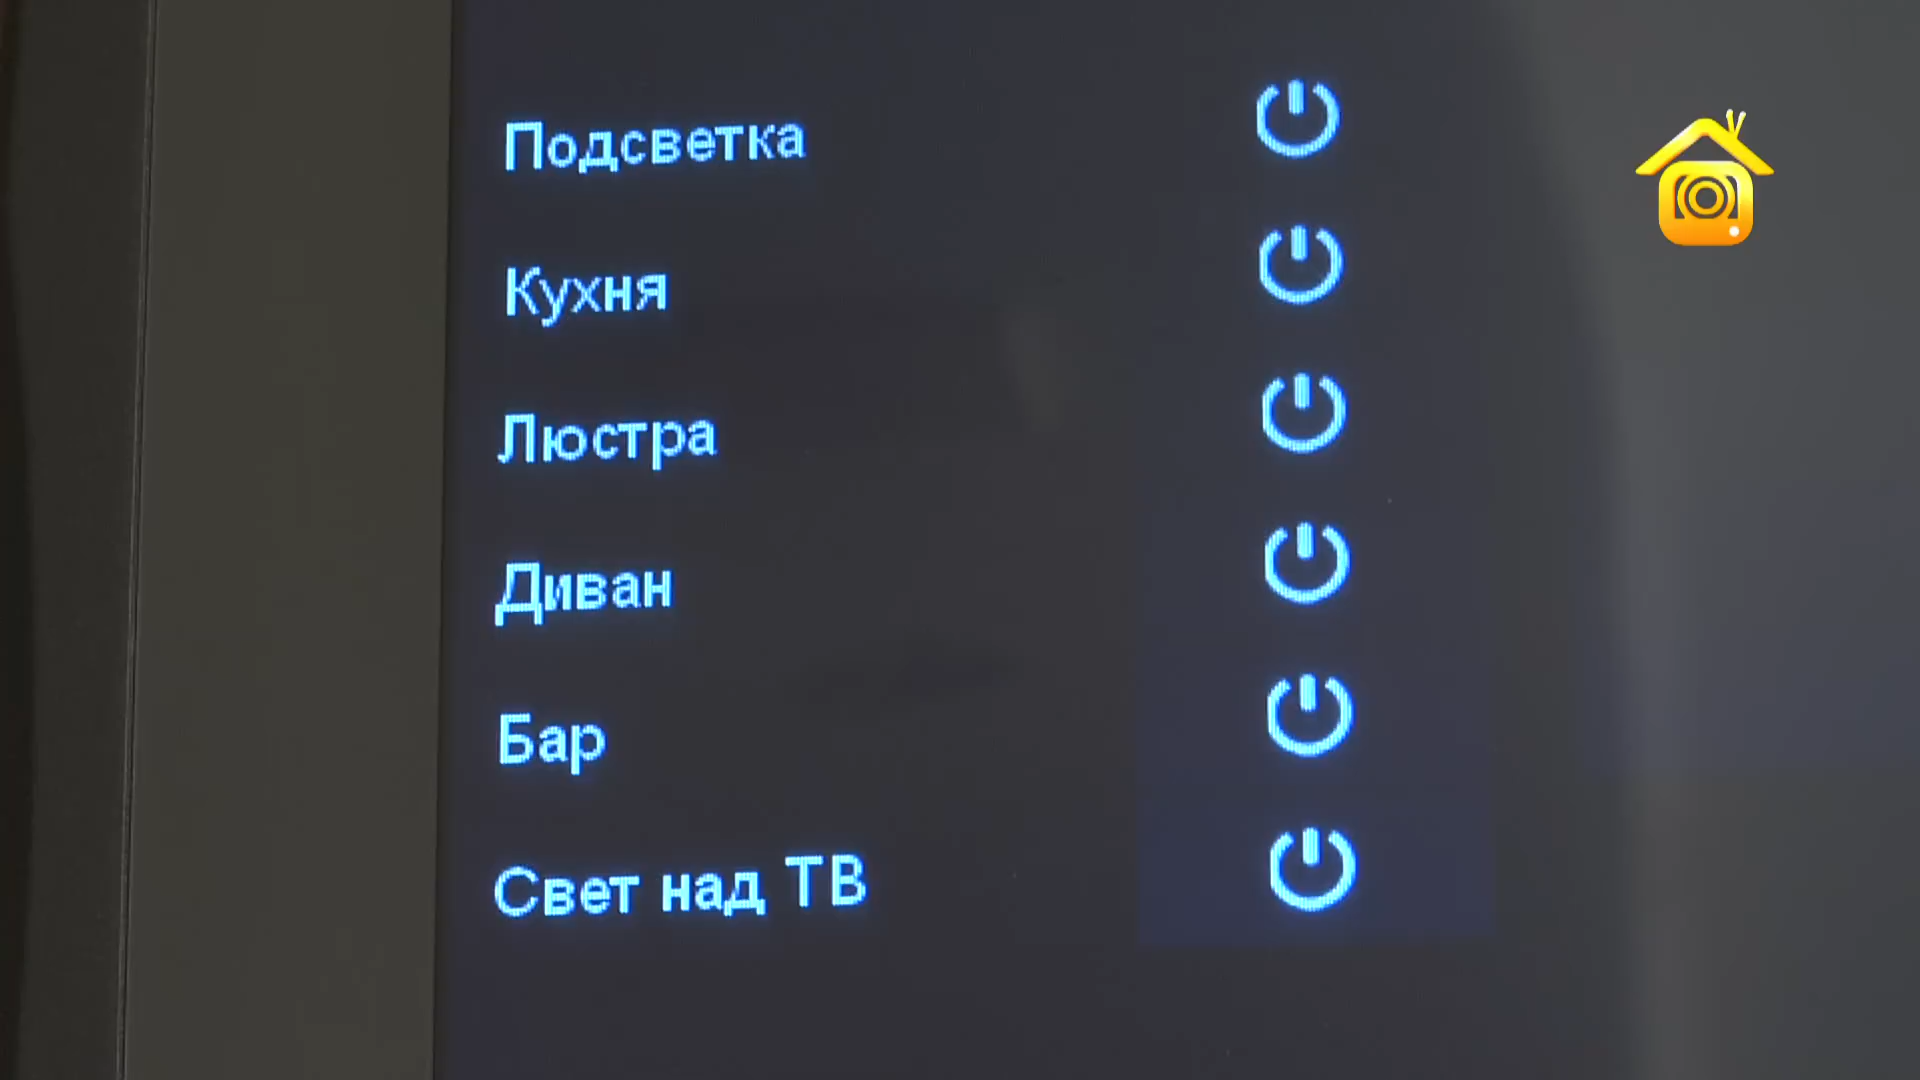 Подсветка
Кухня
Люстра
Диван
Бар
Свет над ТВ